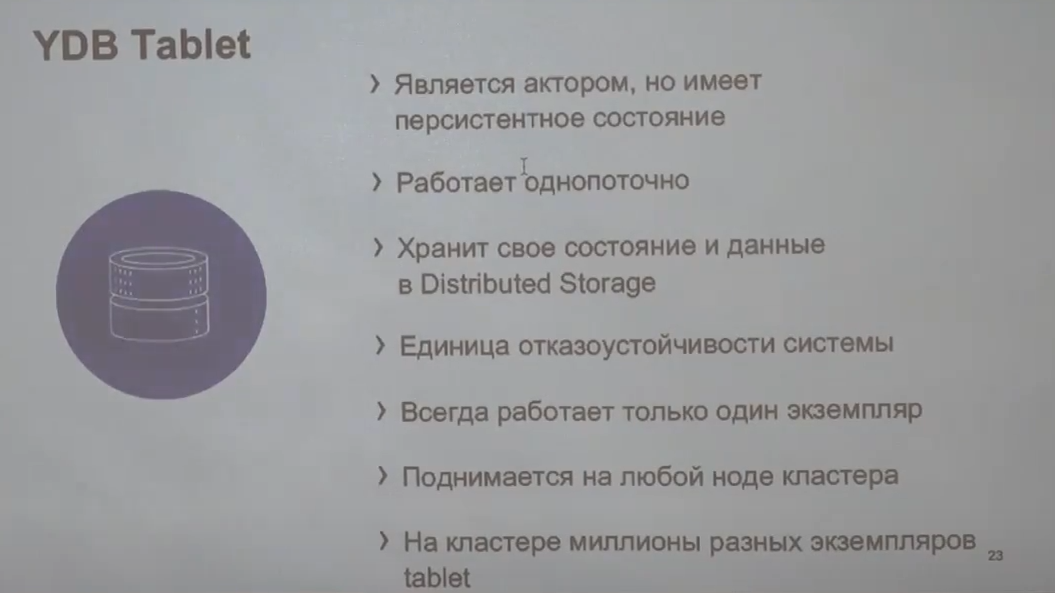 YDB Tablet
› Является актором, но имеет
персистентное состояние
› Работает однопоточно
› Хранит свое состояние и данные
в Distributed Storage
› Единица отказоустойчивости системы
› Всегда работает только один экземпляр
› Поднимается на любой ноде кластера
› На кластере миллионы разных экземпляров
tablet
23